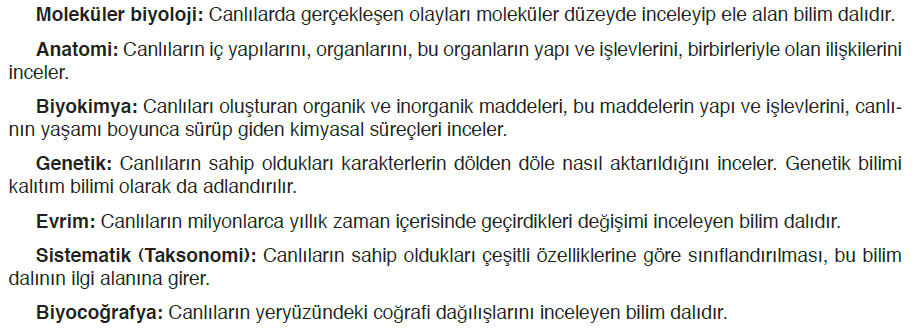 Moleküler biyoloji: Canlılarda gerçekleşen olayları moleküler düzeyde inceleyip ele alan bilim dalıdır.
Anatomi: Canlıların iç yapılarını, organlarını, bu organların yapı ve işlevlerini, birbirleriyle olan ilişkilerini
inceler.
Biyokimya: Canlıları oluşturan organik ve inorganik maddeleri, bu maddelerin yapı ve işlevlerini, canlı-
nın yaşamı boyunca sürüp giden kimyasal süreçleri inceler.
Genetik: Canlıların sahip oldukları karakterlerin dölden döle nasıl aktarıldığını inceler. Genetik bilimi
kalıtım bilimi olarak da adlandırılır.
Evrim: Canlıların milyonlarca yıllık zaman içerisinde geçirdikleri değişimi inceleyen bilim dalıdır.
Sistematik (Taksonomi): Canlıların sahip oldukları çeşitli özelliklerine göre sınıflandırılması, bu bilim
dalının ilgi alanına girer.
Biyocoğrafya: Canlıların yeryüzündeki coğrafi dağılışlarını inceleyen bilim dalıdır.